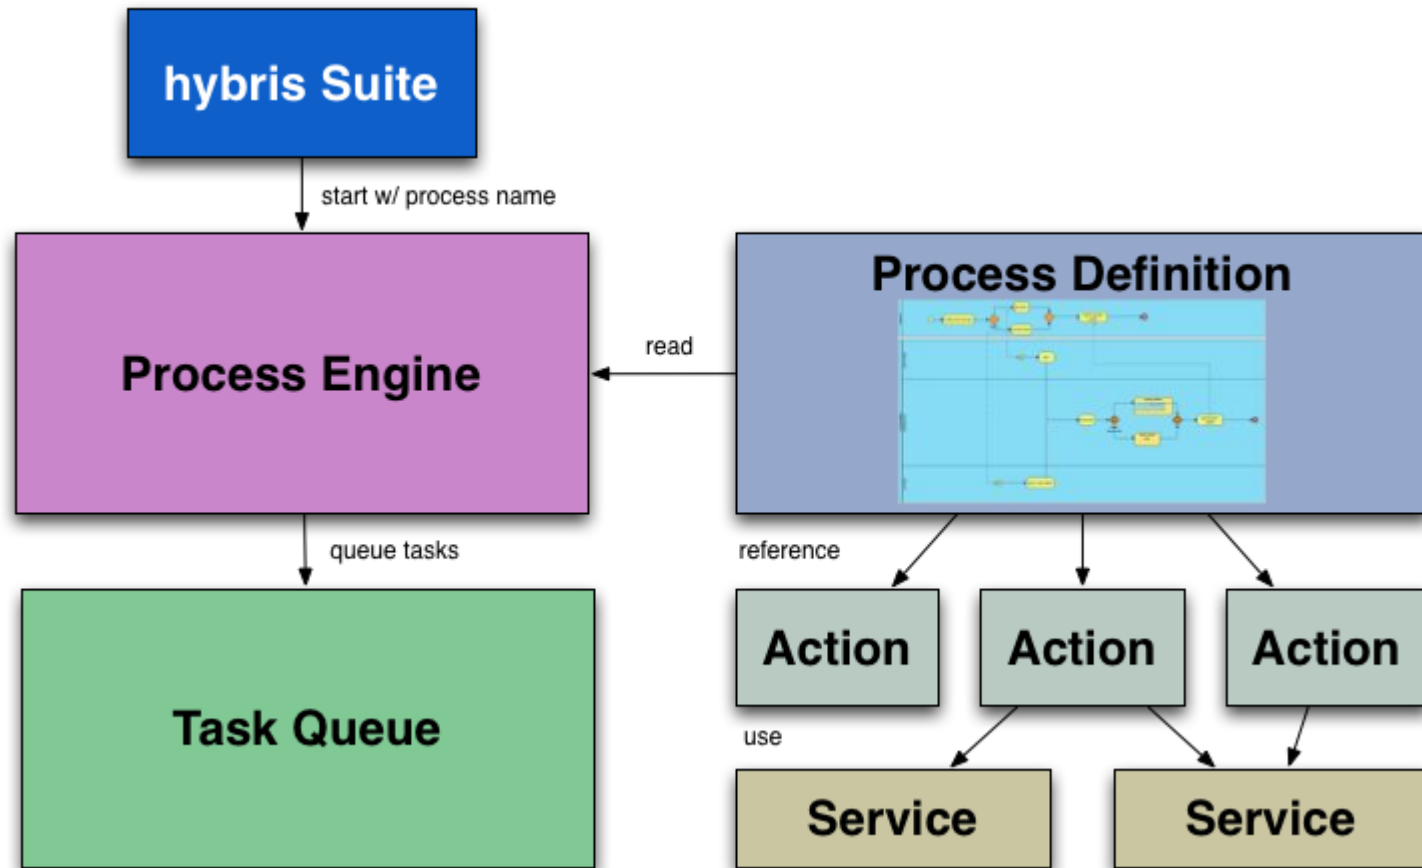 hybris Suite
start w/ process name
Process Definition
Process Engine
read
queue tasks
reference
Action
Action
Action
Task Queue
use
Service
Service